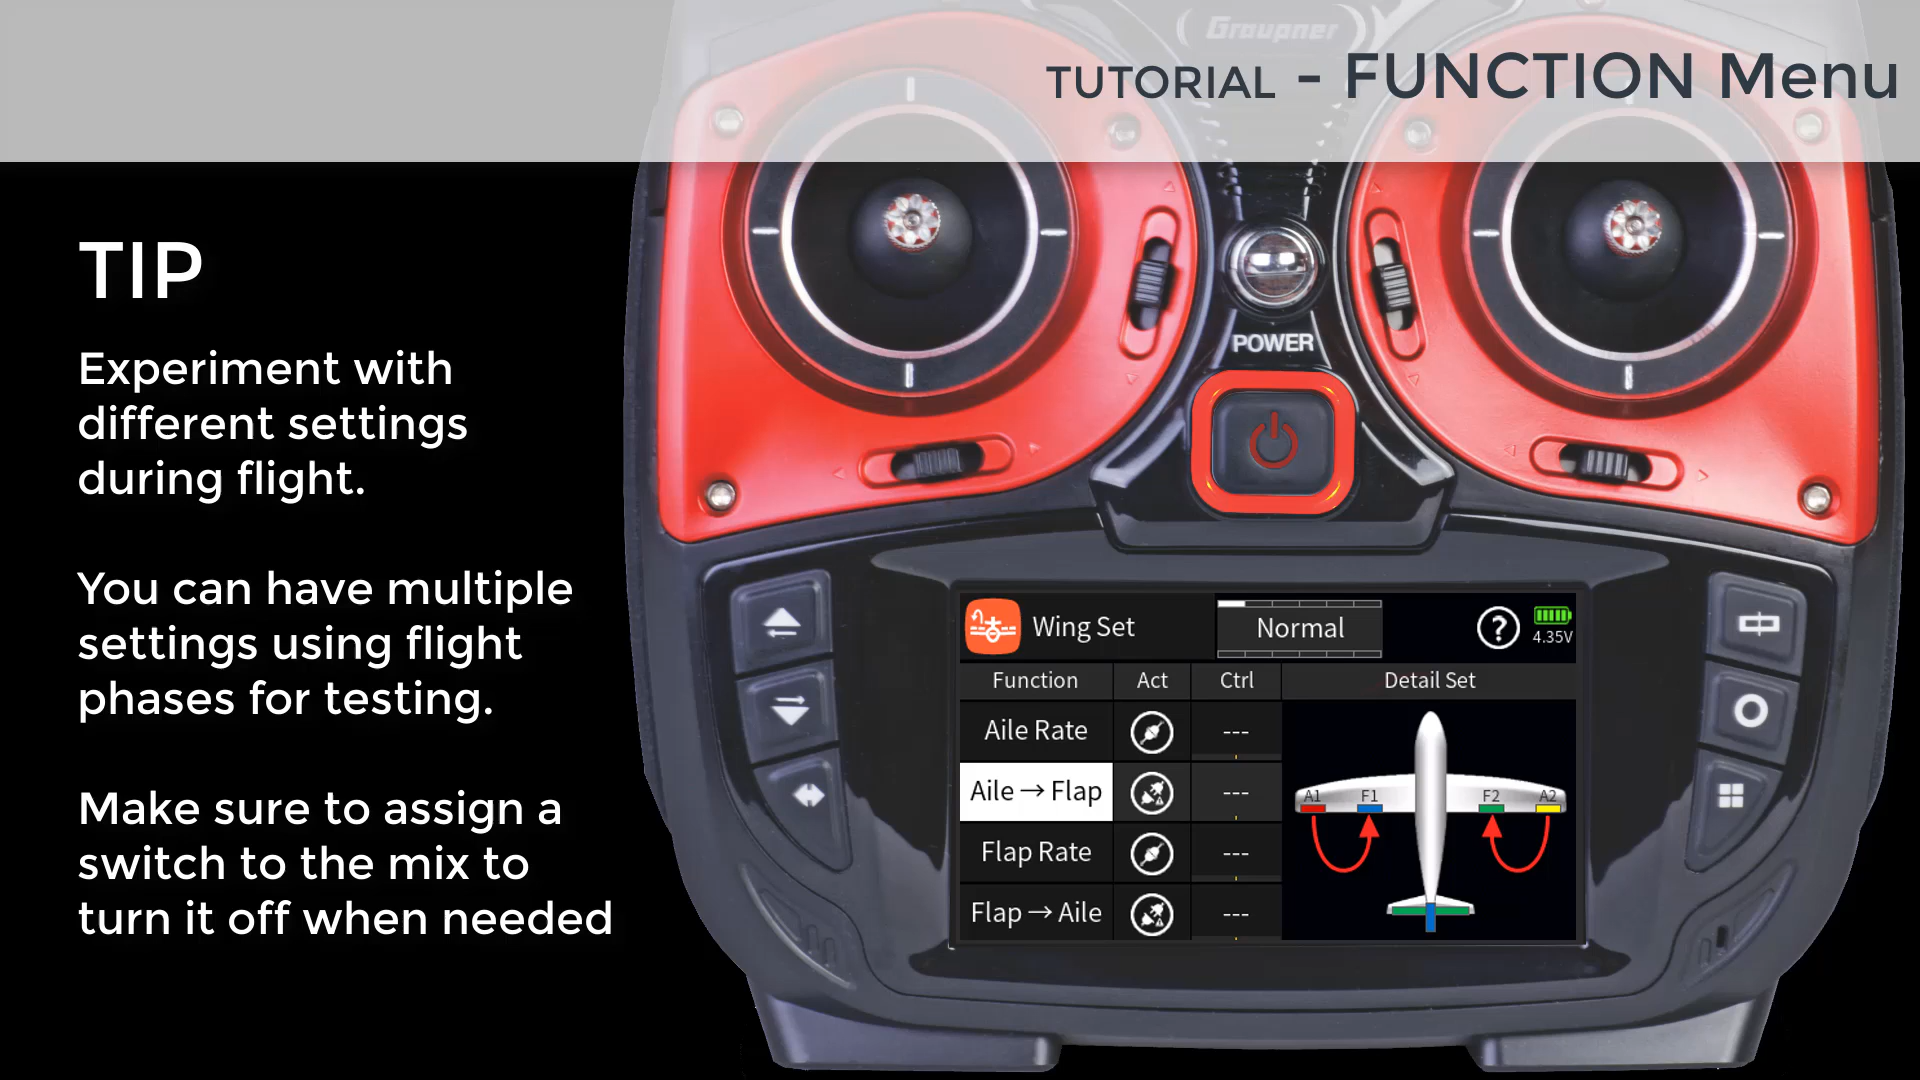 Graupner
TUTORIAL - FUNCTION Menu
TIP
Experiment with
different settings
during flight.
You can have multiple
settings using flight
phases for testing.
Make sure to assign a
switch to the mix to
turn it off when needed
POWER
Wing Set
Normal
?
4.35V
Function Act Ctrl Detail Set
Aile Rate ---
Aile → Flap ---
Flap Rate ---
Flap → Aile ---
A1 F1 F2 A2